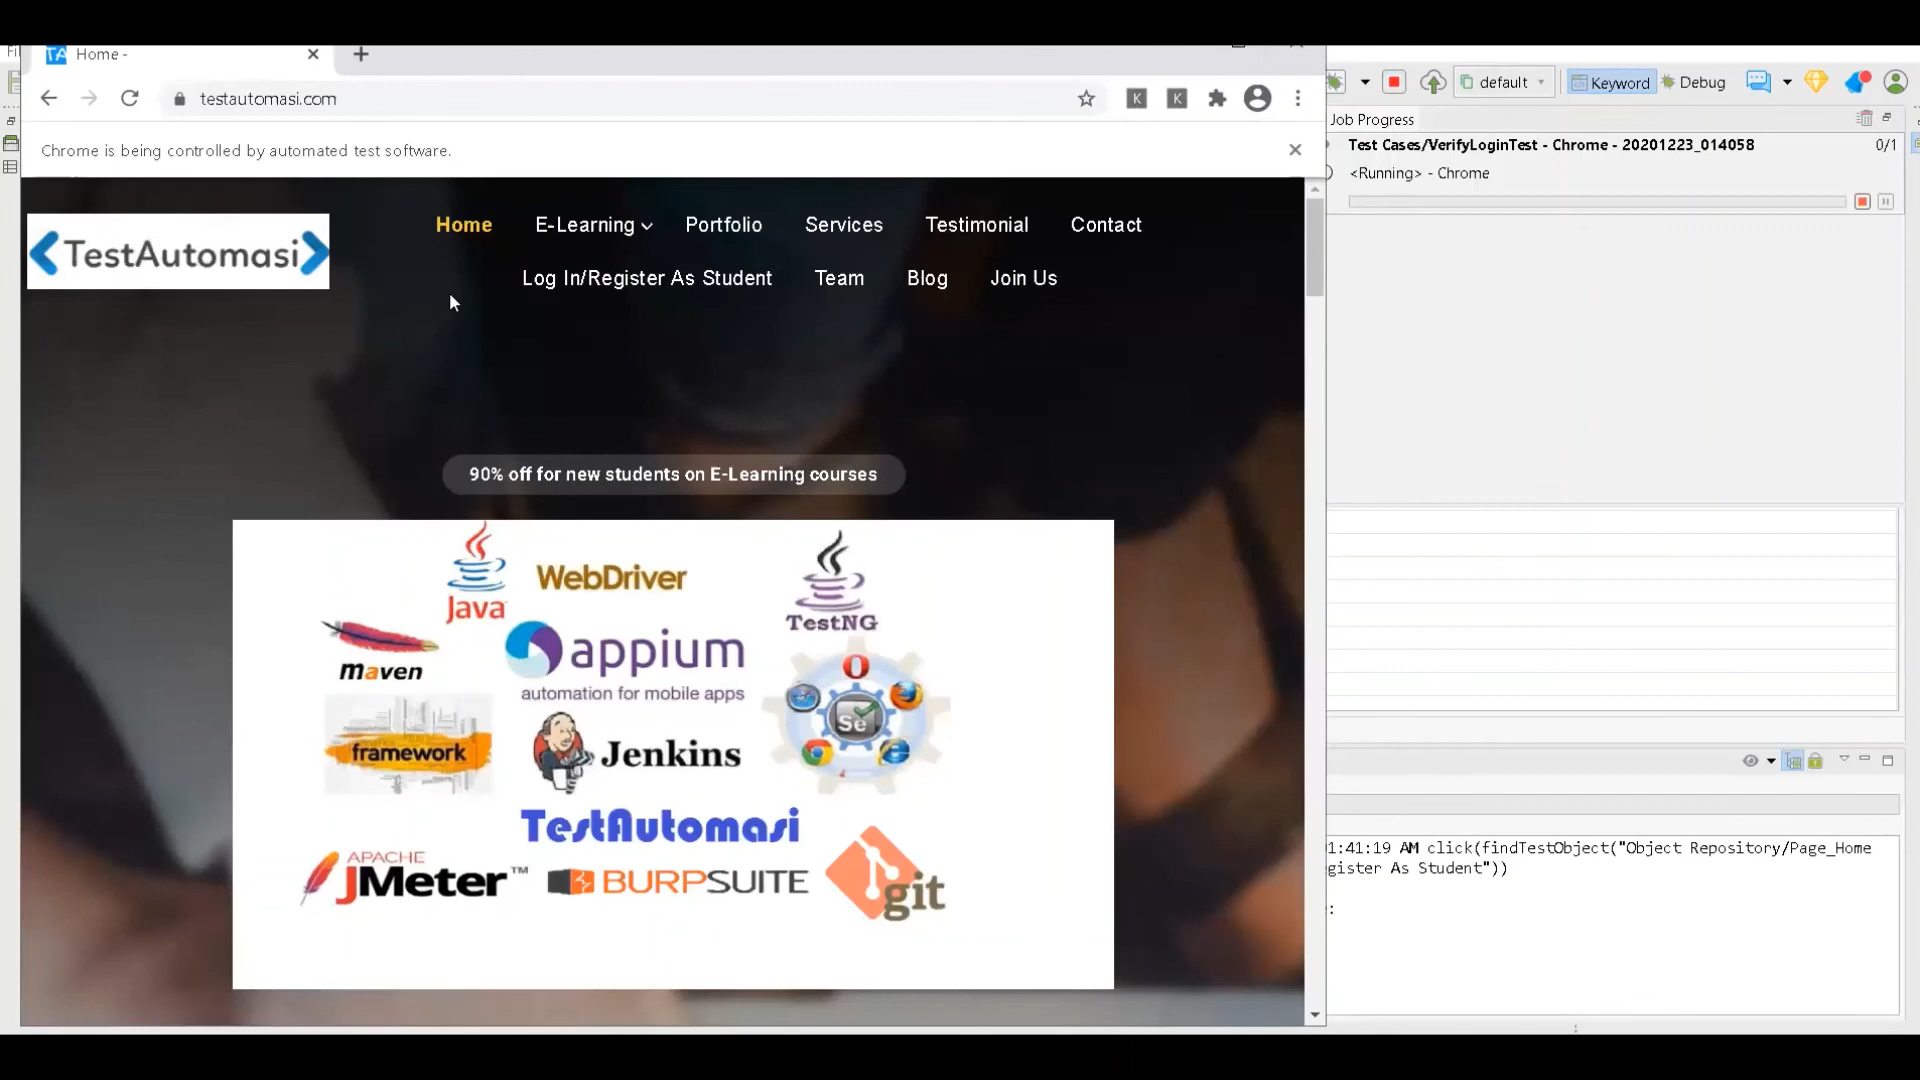 Home -
testautomasi.com
default
Keyword
Debug
Job Progress
Chrome is being controlled by automated test software.
Test Cases/VerifyLoginTest - Chrome - 20201223_014058
0/1
<Running> - Chrome
TestAutomasi
Home
E-Learning
Portfolio
Services
Testimonial
Contact
Log In/Register As Student
Team
Blog
Join Us
90% off for new students on E-Learning courses
Java
WebDriver
TestNG
maven
appium
automation for mobile apps
framework
Jenkins
Se
TestAutomasi
APACHE
JMeter™
BURPSUITE
git
1:41:19 AM click(findTestObject("Object Repository/Page_Home
gister As Student"))
: